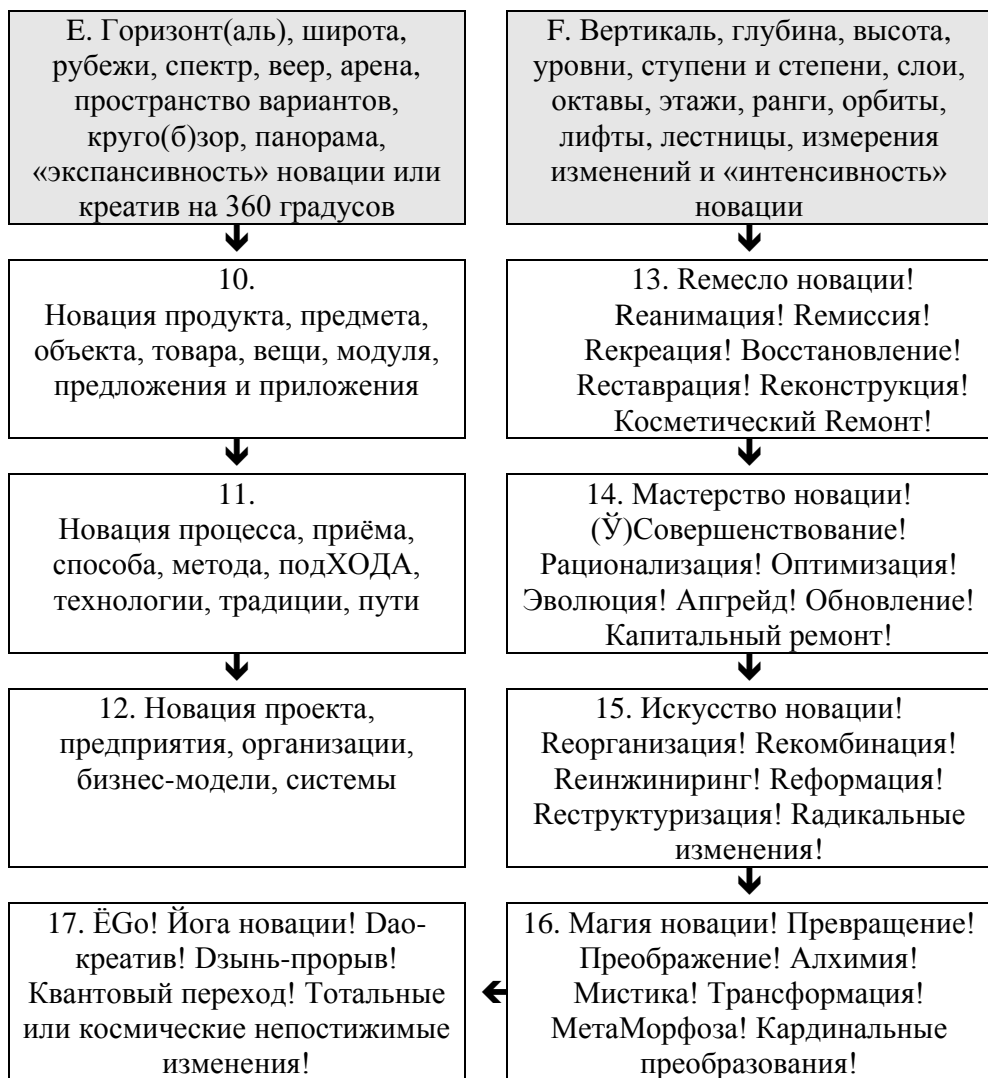 E. Горизонт(аль), широта,
рубежи, спектр, веер, арена,
пространство вариантов,
круго(б)зор, панорама,
«экспансивность» новации или
креатив на 360 градусов
10.
Новация продукта, предмета,
объекта, товара, вещи, модуля,
предложения и приложения
11.
Новация процесса, приёма,
способа, метода, подХОДА,
технологии, традиции, пути
12. Новация проекта,
предприятия, организации,
бизнес-модели, системы
F. Вертикаль, глубина, высота,
уровни, ступени и степени, слои,
октавы, этажи, ранги, орбиты,
лифты, лестницы, измерения
изменений и «интенсивность»
новации
13. Rемесло новации!
Rеанимация! Rемиссия!
Rекреация! Восстановление!
Rеставрация! Rеконструкция!
Косметический Rемонт!
14. Мастерство новации!
(Ў)Совершенствование!
Рационализация! Оптимизация!
Эволюция! Апгрейд! Обновление!
Капитальный ремонт!
15. Искусство новации!
Rеорганизация! Rекомбинация!
Rеинжиниринг! Rеформация!
Rеструктуризация! Rадикальные
изменения!
16. Магия новации! Превращение!
Преображение! Алхимия!
Мистика! Трансформация!
МетаМорфоза! Кардинальные
преобразования!
17. ЁGo! Йога новации! Dао-
креатив! Dзынь-прорыв!
Квантовый переход! Тотальные
или космические непостижимые
изменения!